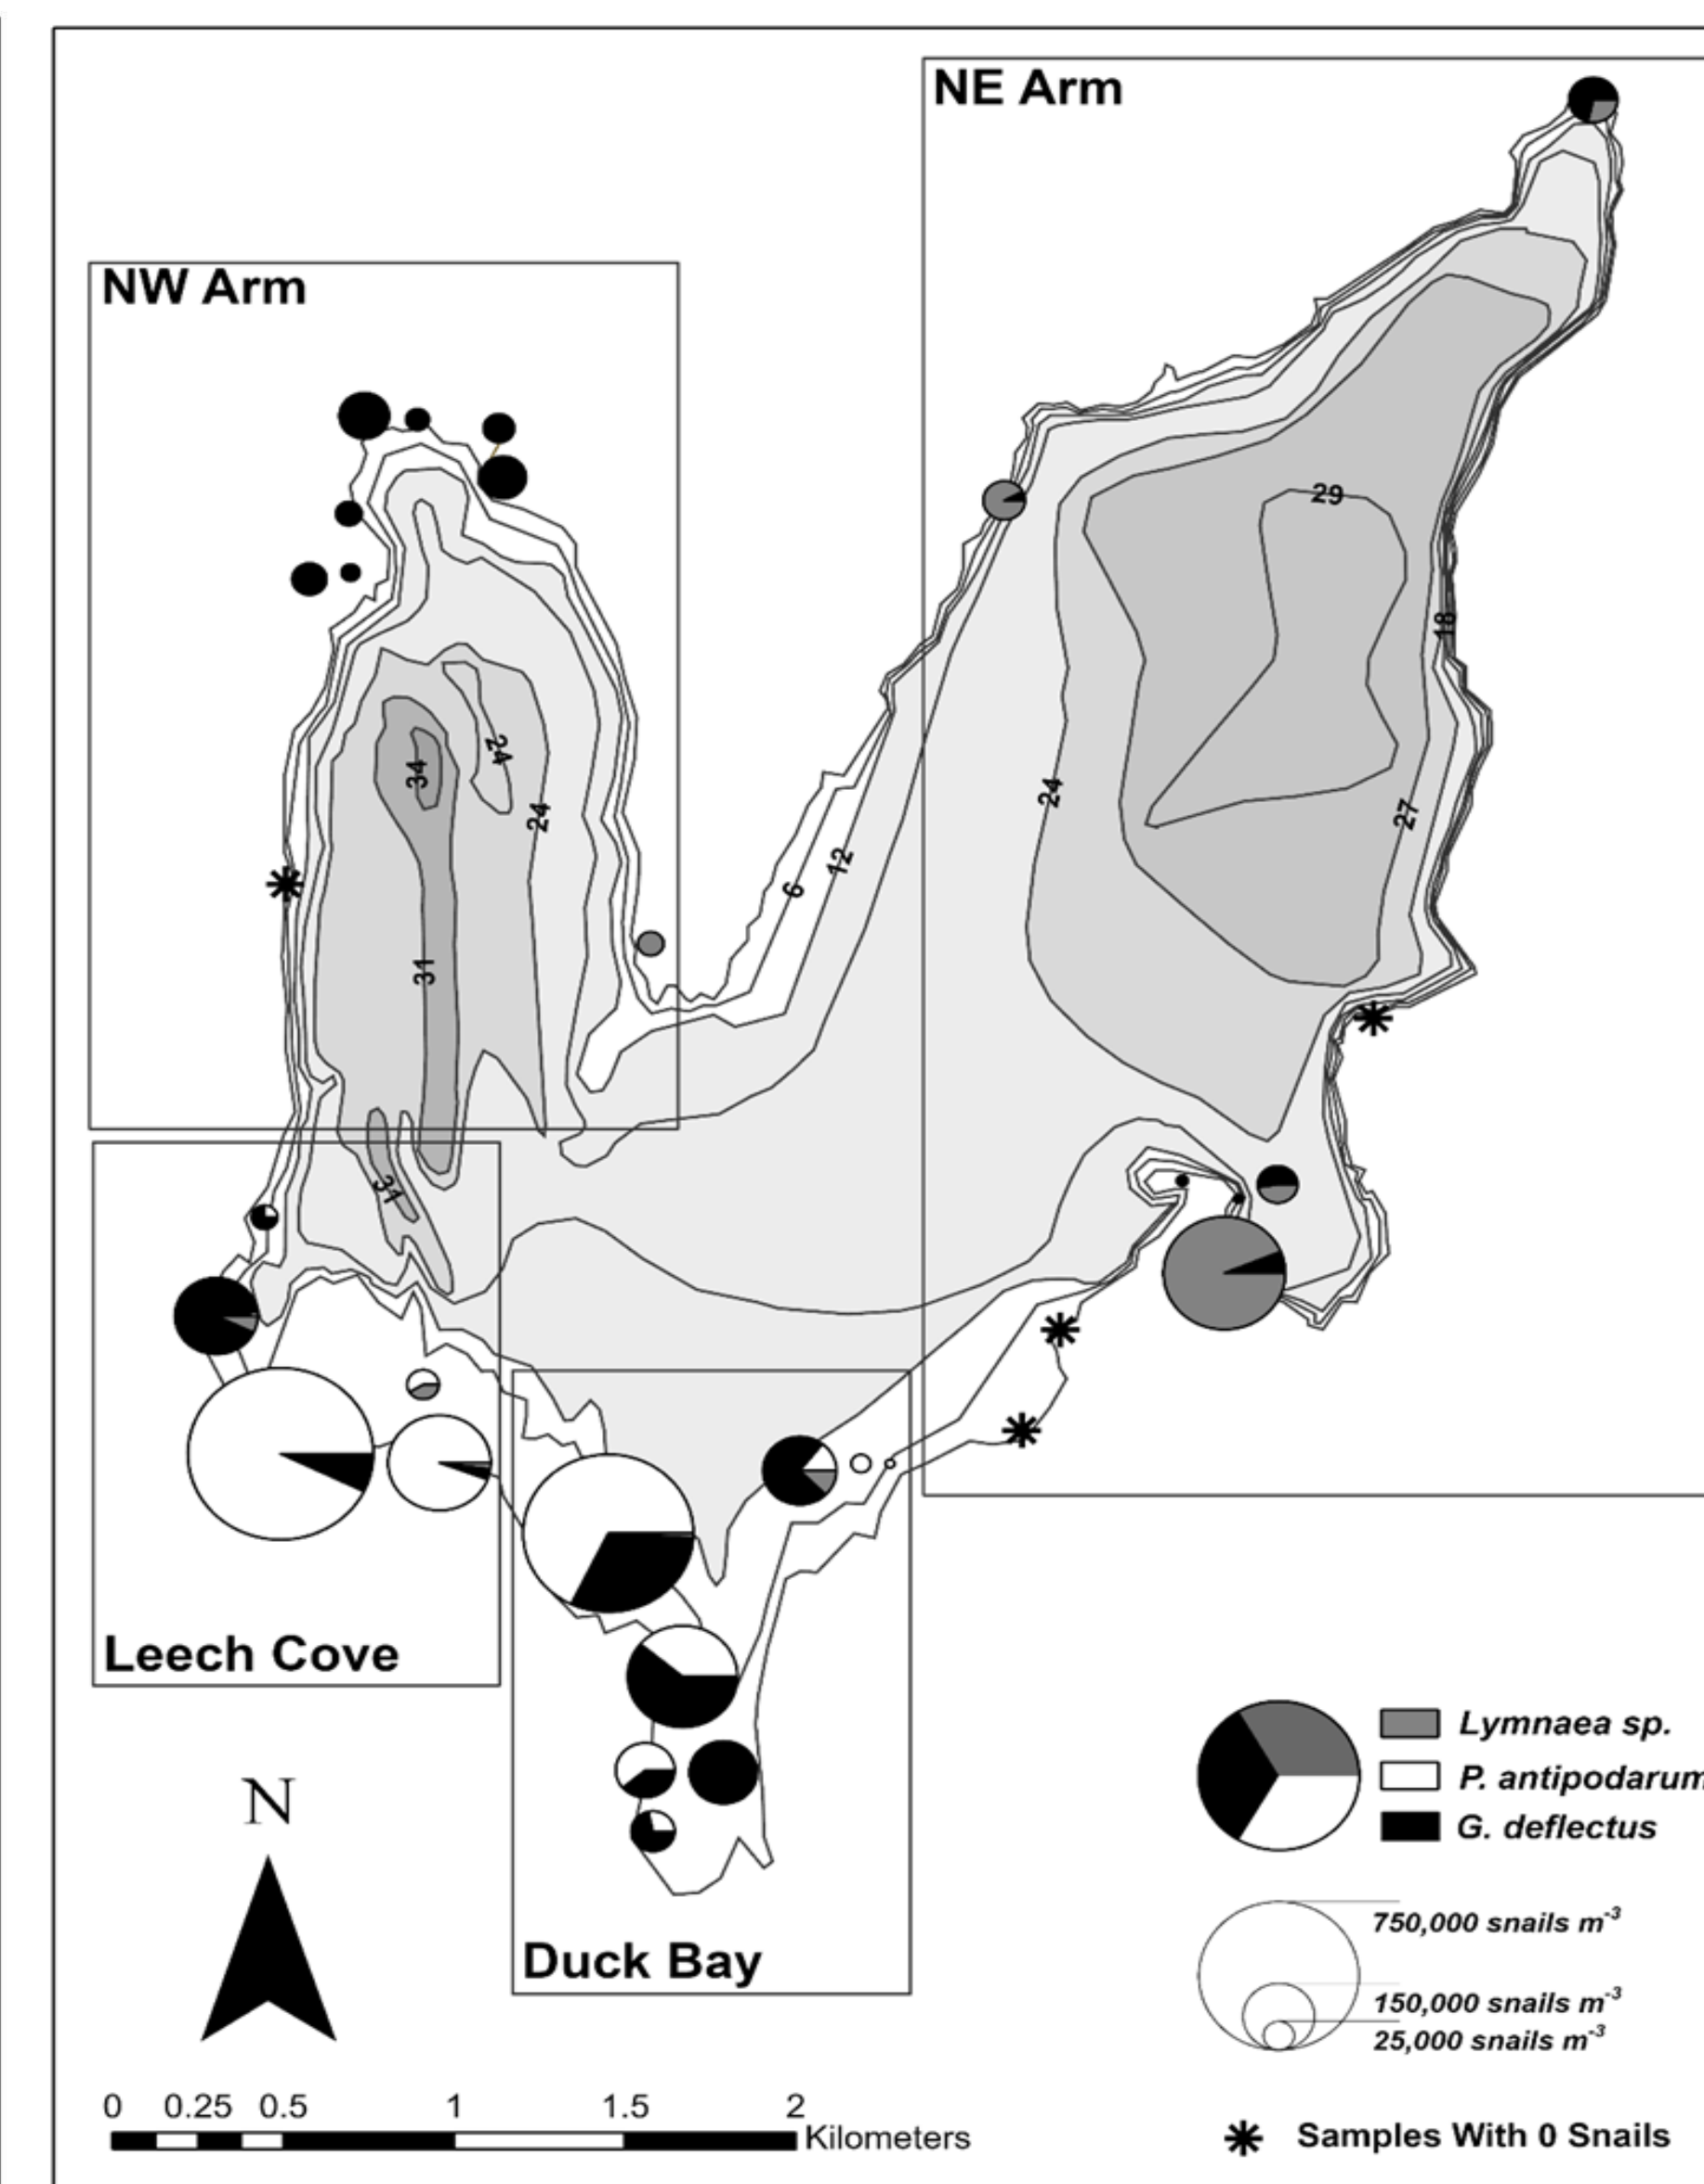 NE Arm
NW Arm
29
18
24
34
24
24
27
12
6
31
31
Leech Cove
Duck Bay
Lymnaea sp.
P. antipodarum
G. deflectus
N
750,000 snails m-3
150,000 snails m-3
25,000 snails m-3
0 0.25 0.5 1 1.5 2
Kilometers
Samples With 0 Snails